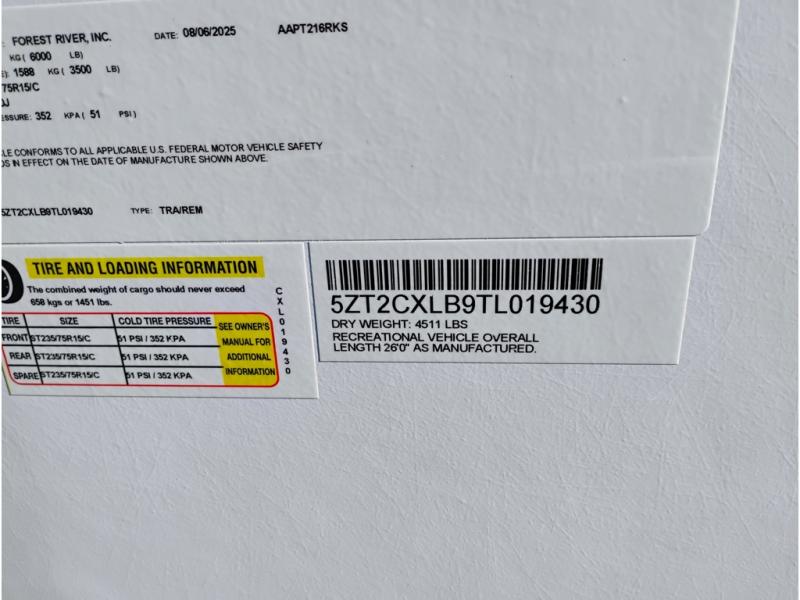 : FOREST RIVER, INC. DATE: 08/06/2025 AAPT216RKS
KG ( 6000 LB)
E): 1588 KG ( 3500 LB)
75R15/C
DJ
ESSURE: 352 KPA ( 51 PSI )
LE CONFORMS TO ALL APPLICABLE U.S. FEDERAL MOTOR VEHICLE SAFETY
DS IN EFFECT ON THE DATE OF MANUFACTURE SHOWN ABOVE.
5ZT2CXLB9TL019430 TYPE: TRA/REM
TIRE AND LOADING INFORMATION
The combined weight of cargo should never exceed
658 kgs or 1451 lbs.
TIRE SIZE COLD TIRE PRESSURE
FRONT ST235/75R15/C 51 PSI / 352 KPA
REAR ST235/75R15/C 51 PSI / 352 KPA
SPARE ST235/75R15/C 51 PSI / 352 KPA
SEE OWNER'S
MANUAL FOR
ADDITIONAL
INFORMATION
CXL019430
5ZT2CXLB9TL019430
DRY WEIGHT: 4511 LBS
RECREATIONAL VEHICLE OVERALL
LENGTH 26'0" AS MANUFACTURED.